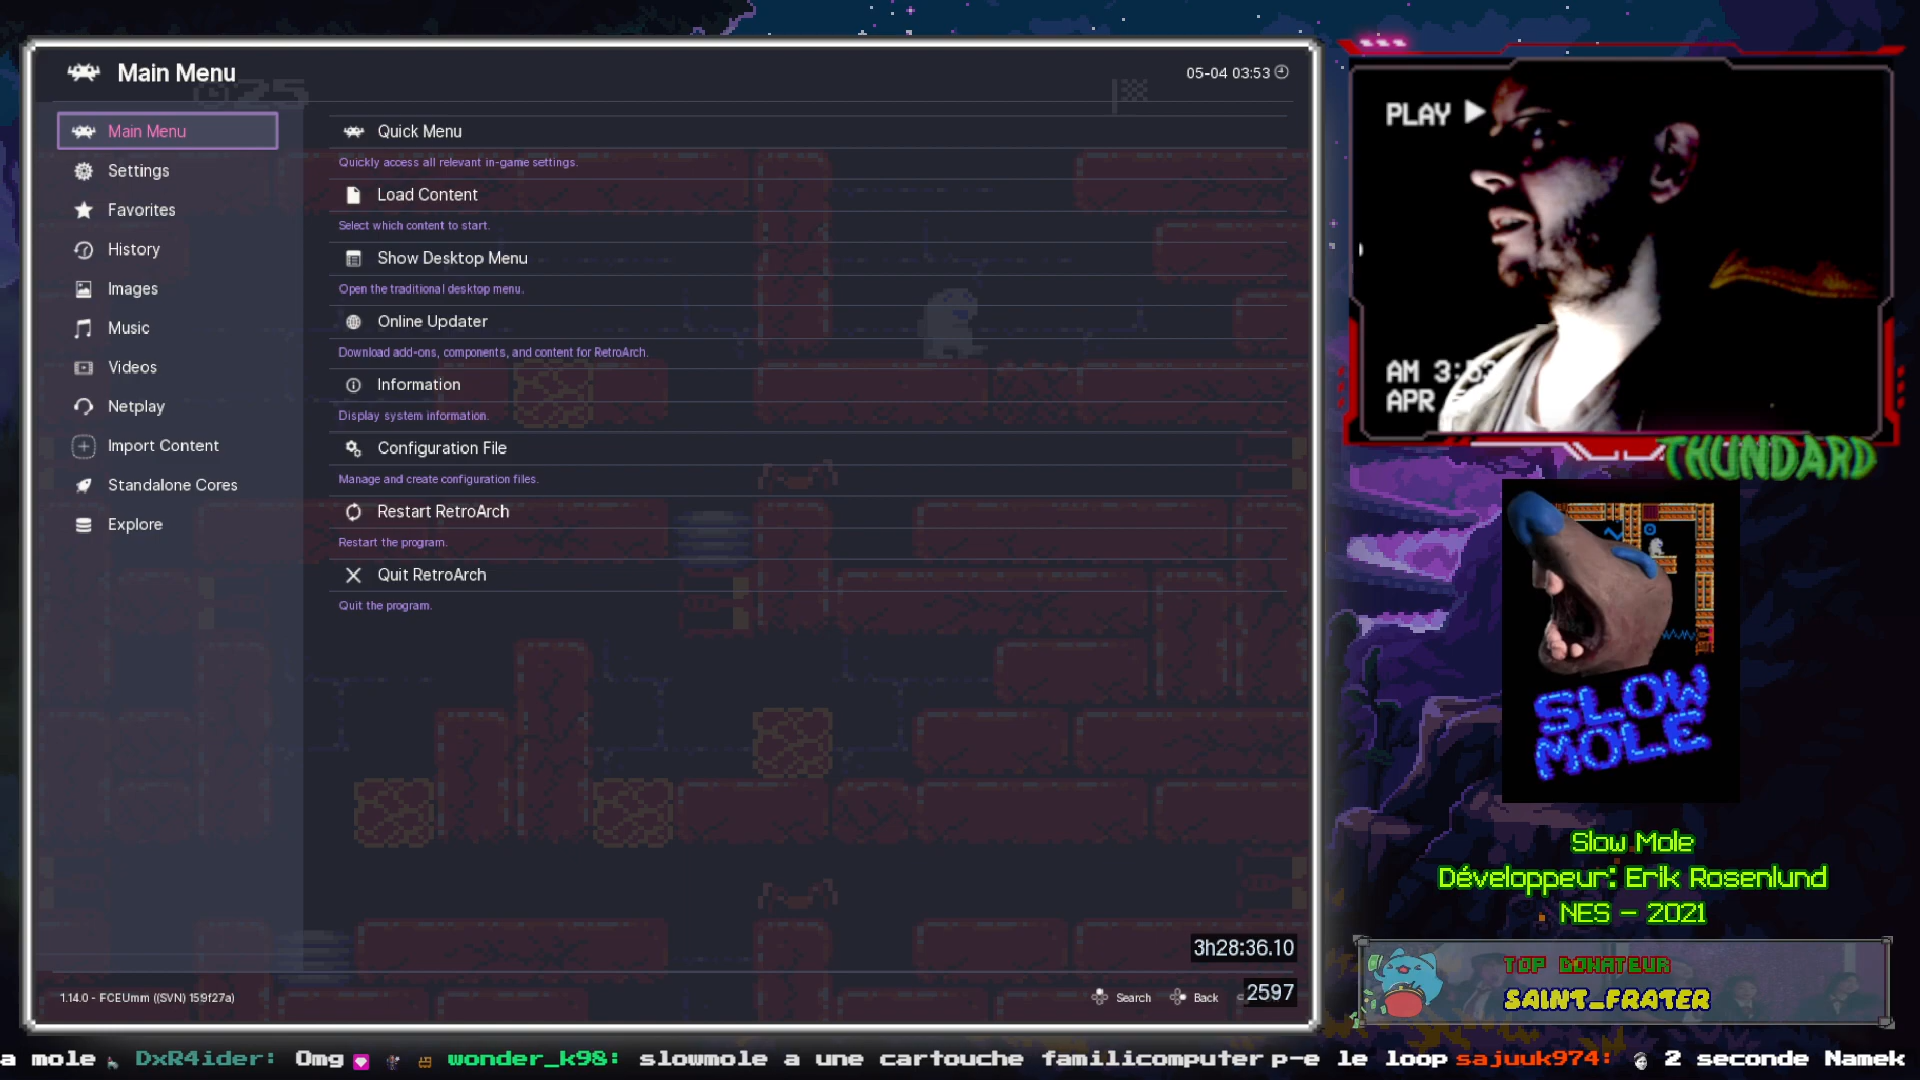 Main Menu
05-04 03:53
Main Menu
Settings
Favorites
History
Images
Music
Videos
Netplay
Import Content
Standalone Cores
Explore
Quick Menu
Quickly access all relevant in-game settings.
Load Content
Select which content to start.
Show Desktop Menu
Open the traditional desktop menu.
Online Updater
Download add-ons, components, and content for RetroArch.
Information
Display system information.
Configuration File
Manage and create configuration files.
Restart RetroArch
Restart the program.
Quit RetroArch
Quit the program.
3h28:36.10
1.14.0 - FCEUmm ((SVN) 159f27a)
Search
Back
2597
PLAY
AM 3:53
APR
THUNDARD
SLOW
MOLE
Slow Mole
Développeur: Erik Rosenlund
NES - 2021
TOP DONATEUR
SAINT_FRATER
a mole DxR4ider: Omg wonder_k98: slowmole a une cartouche familicomputer p-e le loop sajuuk974: 2 seconde Namek